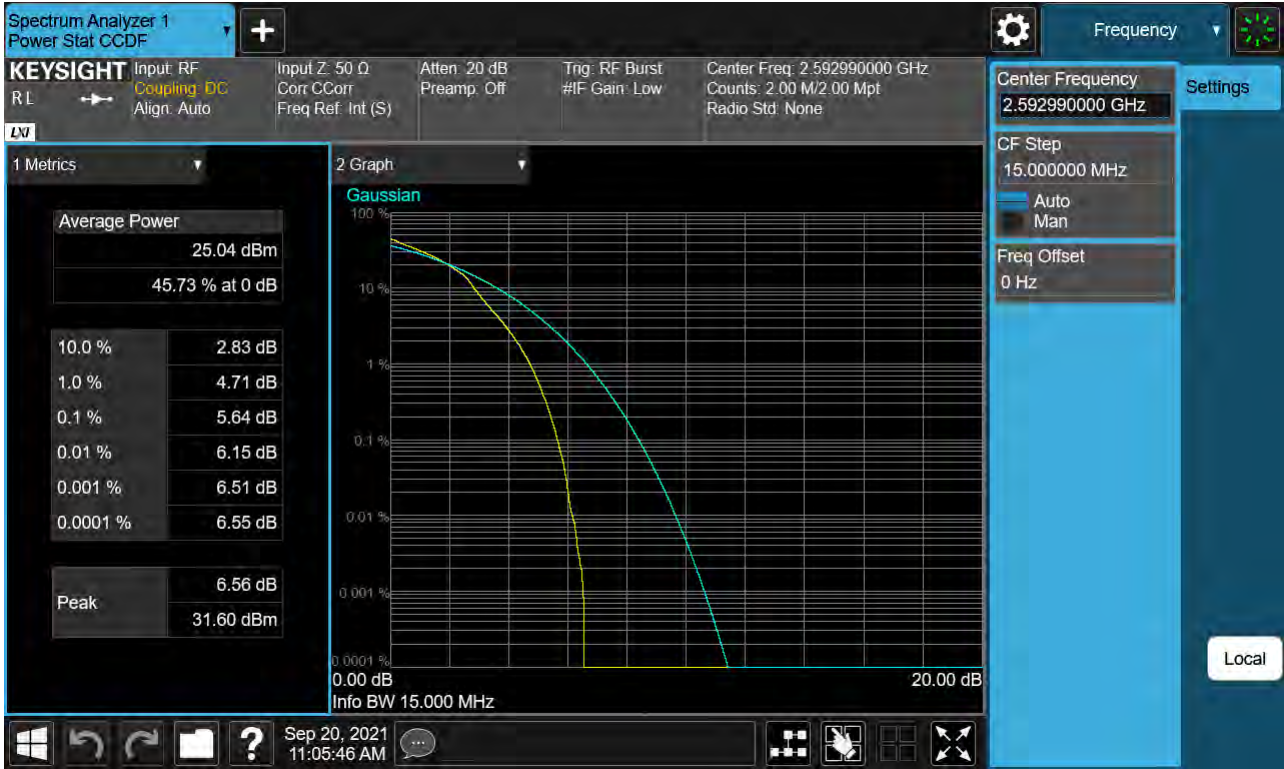 Spectrum Analyzer 1
Power Stat CCDF
Frequency
KEYSIGHT
R L
LXI
Input: RF
Coupling: DC
Align: Auto
Input Z: 50 Ω
Corr CCorr
Freq Ref: Int (S)
Atten: 20 dB
Preamp: Off
Trig: RF Burst
#IF Gain: Low
Center Freq: 2.592990000 GHz
Counts: 2.00 M/2.00 Mpt
Radio Std: None
Center Frequency
2.592990000 GHz
Settings
CF Step
15.000000 MHz
Auto
Man
Freq Offset
0 Hz
1 Metrics
Average Power
25.04 dBm
45.73 % at 0 dB
10.0 % 2.83 dB
1.0 % 4.71 dB
0.1 % 5.64 dB
0.01 % 6.15 dB
0.001 % 6.51 dB
0.0001 % 6.55 dB
Peak
6.56 dB
31.60 dBm
2 Graph
Gaussian
100 %
10 %
1 %
0.1 %
0.01 %
0.001 %
0.0001 %
0.00 dB 20.00 dB
Info BW 15.000 MHz
Local
?
Sep 20, 2021
11:05:46 AM